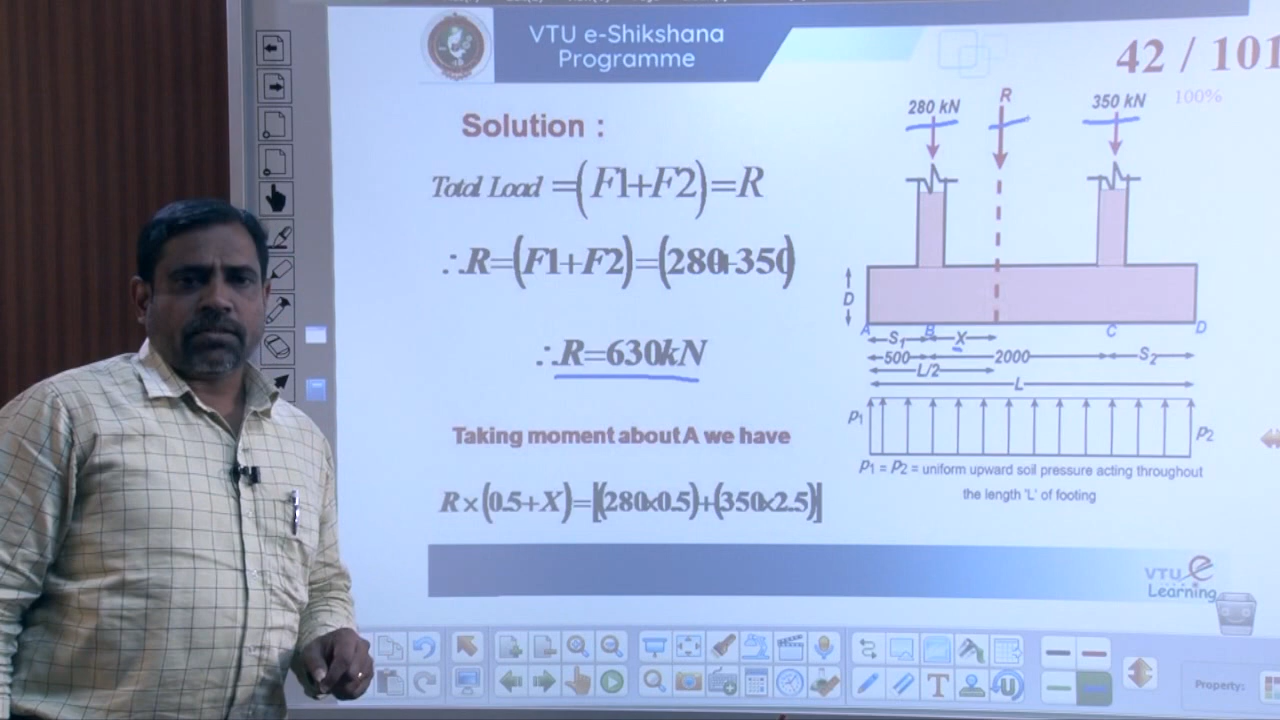 VTU e-Shikshana
Programme
42 / 101
100%
Solution :
Total Load =(F1+F2)=R
∴R=(F1+F2)=(280+350)
∴R=630kN
Taking moment about A we have
R×(0.5+X)=[(280×0.5)+(350×2.5)]
280 kN
R
350 kN
D
A
B
C
D
S₁
X
500
2000
S₂
L/2
L
P₁
P₂
P₁ = P₂ = uniform upward soil pressure acting throughout
the length 'L' of footing
VTU e
Learning
Property: